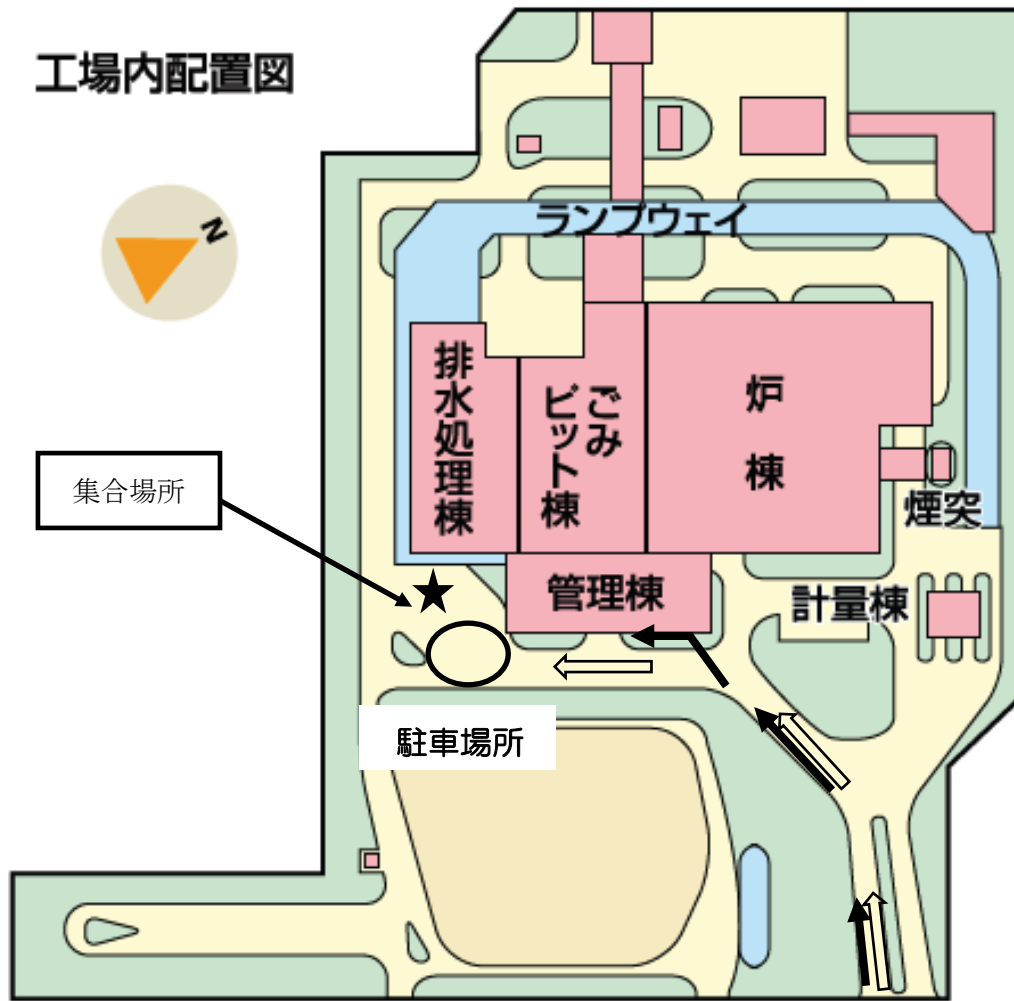 工場内配置図
N
ランプウェイ
排水処理棟
ごみ
ピット棟
炉棟
煙突
集合場所
管理棟
計量棟
駐車場所